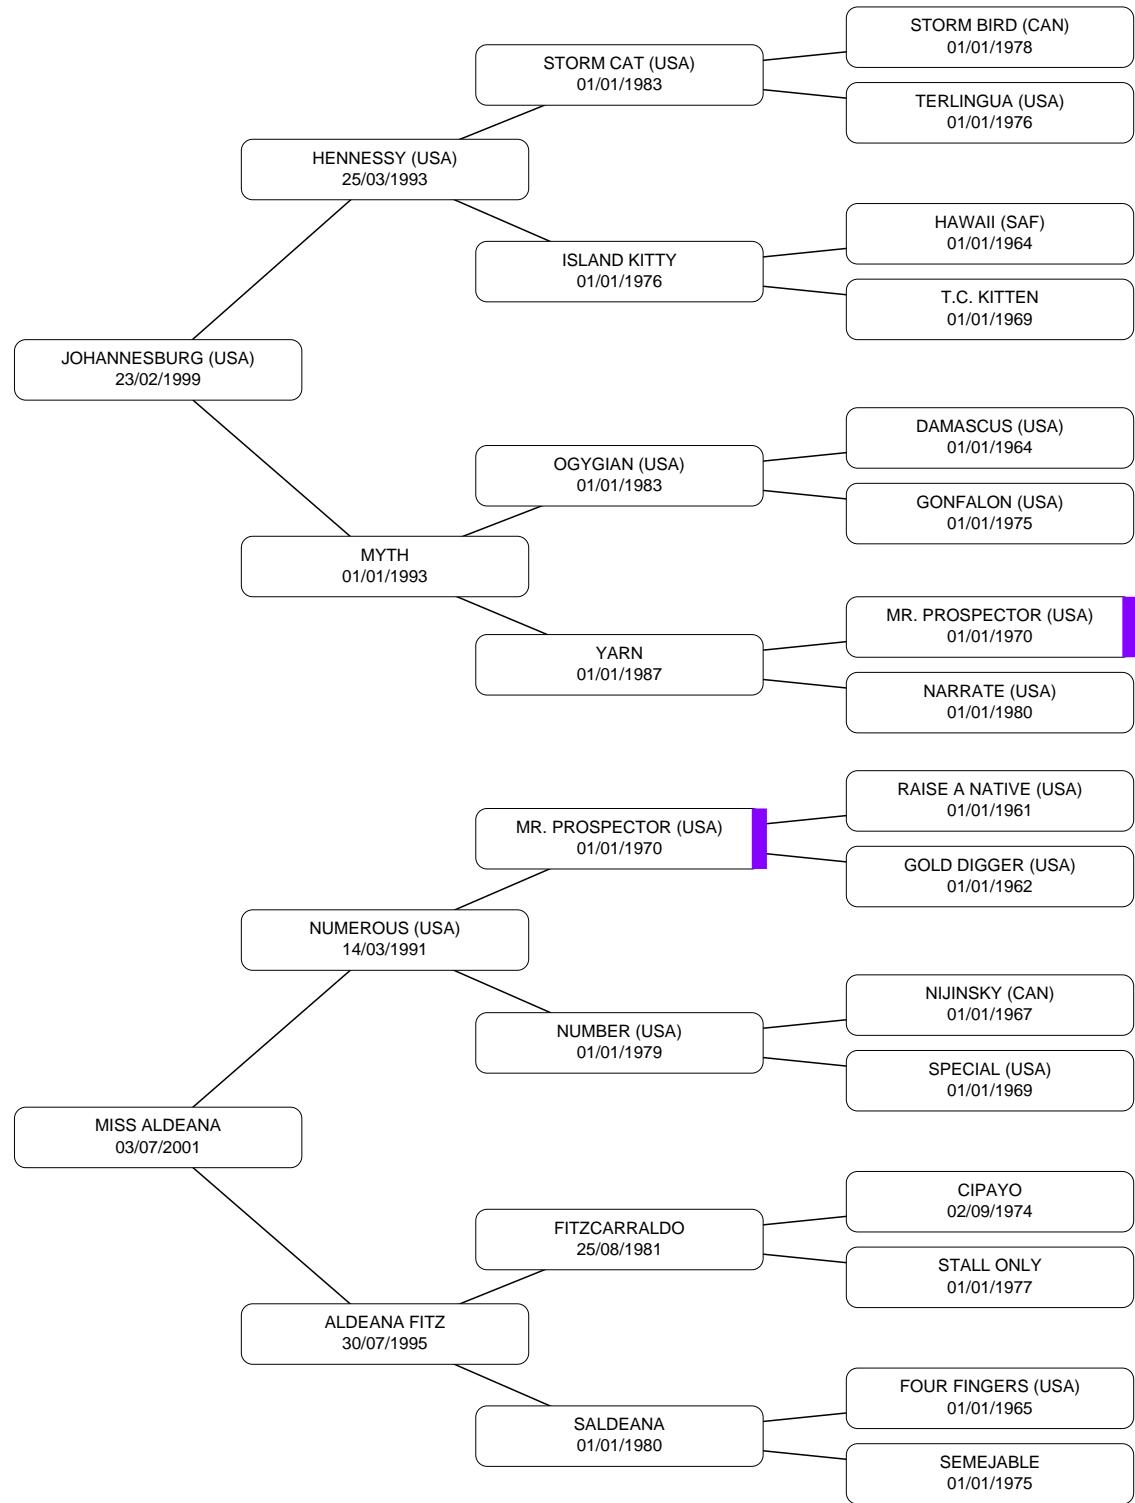 STORM BIRD (CAN)
01/01/1978
STORM CAT (USA)
01/01/1983
TERLINGUA (USA)
01/01/1976
HENNESSY (USA)
25/03/1993
HAWAII (SAF)
01/01/1964
ISLAND KITTY
01/01/1976
T.C. KITTEN
01/01/1969
JOHANNESBURG (USA)
23/02/1999
DAMASCUS (USA)
01/01/1964
OGYGIAN (USA)
01/01/1983
GONFALON (USA)
01/01/1975
MYTH
01/01/1993
MR. PROSPECTOR (USA)
01/01/1970
YARN
01/01/1987
NARRATE (USA)
01/01/1980
RAISE A NATIVE (USA)
01/01/1961
MR. PROSPECTOR (USA)
01/01/1970
GOLD DIGGER (USA)
01/01/1962
NUMEROUS (USA)
14/03/1991
NIJINSKY (CAN)
01/01/1967
NUMBER (USA)
01/01/1979
SPECIAL (USA)
01/01/1969
MISS ALDEANA
03/07/2001
CIPAYO
02/09/1974
FITZCARRALDO
25/08/1981
STALL ONLY
01/01/1977
ALDEANA FITZ
30/07/1995
FOUR FINGERS (USA)
01/01/1965
SALDEANA
01/01/1980
SEMEJABLE
01/01/1975